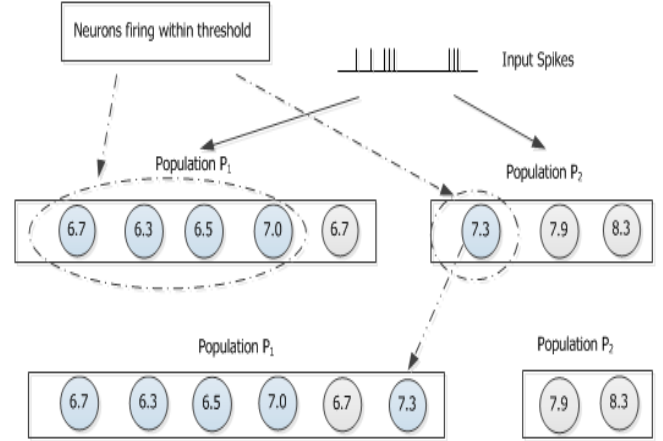 Neurons firing within threshold
Input Spikes
Population P₁
Population P₂
6.7 6.3 6.5 7.0 6.7
7.3 7.9 8.3
Population P₁
Population P₂
6.7 6.3 6.5 7.0 6.7 7.3
7.9 8.3